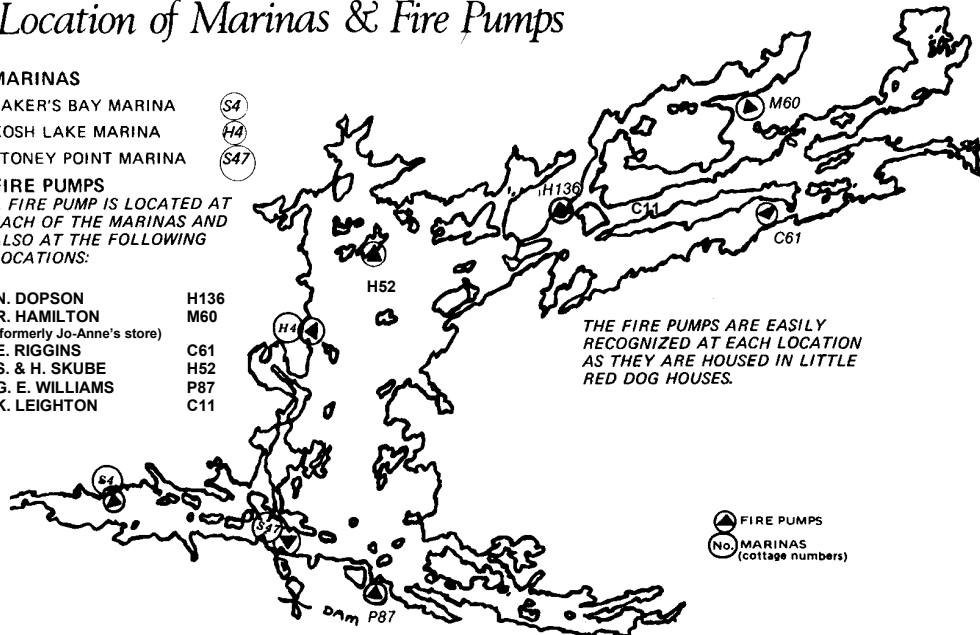 Location of Marinas & Fire Pumps
MARINAS
AKER'S BAY MARINA S4
KOSH LAKE MARINA H4
TONEY POINT MARINA S47
FIRE PUMPS
FIRE PUMP IS LOCATED AT
ACH OF THE MARINAS AND
ALSO AT THE FOLLOWING
LOCATIONS:
N. DOPSON H136
R. HAMILTON M60
formerly Jo-Anne's store)
E. RIGGINS C61
S. & H. SKUBE H52
G. E. WILLIAMS P87
K. LEIGHTON C11
M60
H136
C11
C61
H52
H4
THE FIRE PUMPS ARE EASILY
RECOGNIZED AT EACH LOCATION
AS THEY ARE HOUSED IN LITTLE
RED DOG HOUSES.
S4
S47
FIRE PUMPS
No. MARINAS
(cottage numbers)
DAM
P87